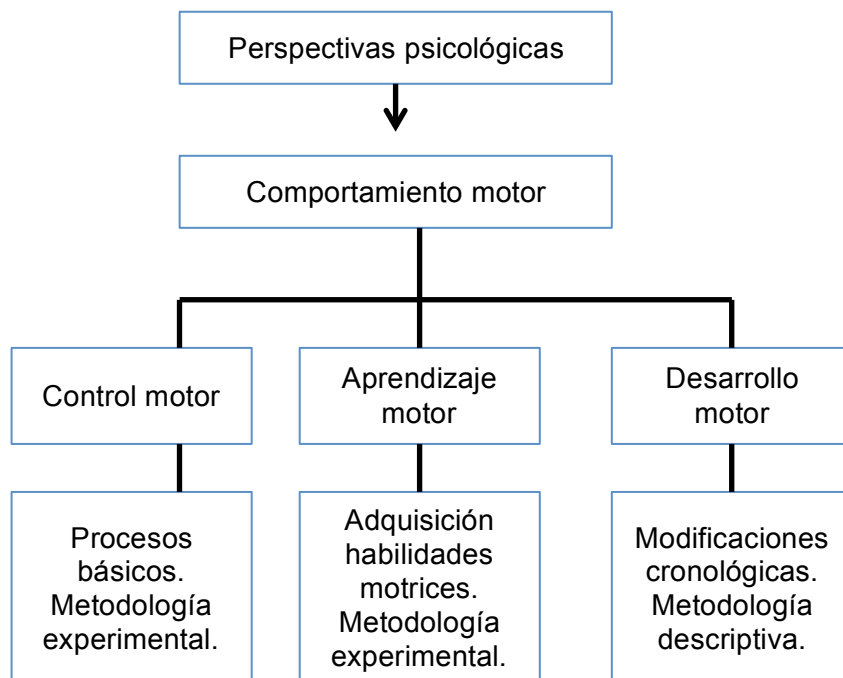 Perspectivas psicológicas
Comportamiento motor
Control motor
Aprendizaje
motor
Desarrollo
motor
Procesos
básicos.
Metodología
experimental.
Adquisición
habilidades
motrices.
Metodología
experimental.
Modificaciones
cronológicas.
Metodología
descriptiva.